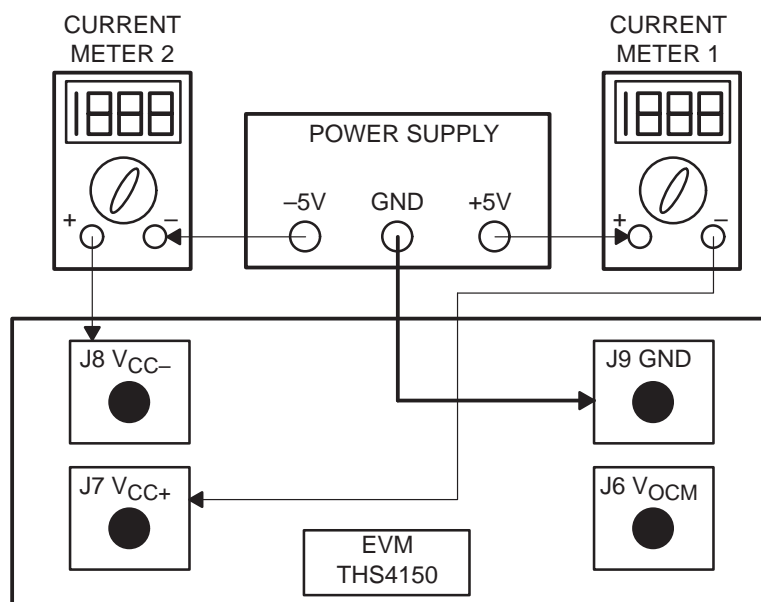 CURRENT
METER 2
CURRENT
METER 1
1888
1888
POWER SUPPLY
–5V
GND
+5V
+
–
+
–
J8 VCC–
J9 GND
J7 VCC+
J6 VOCM
EVM
THS4150